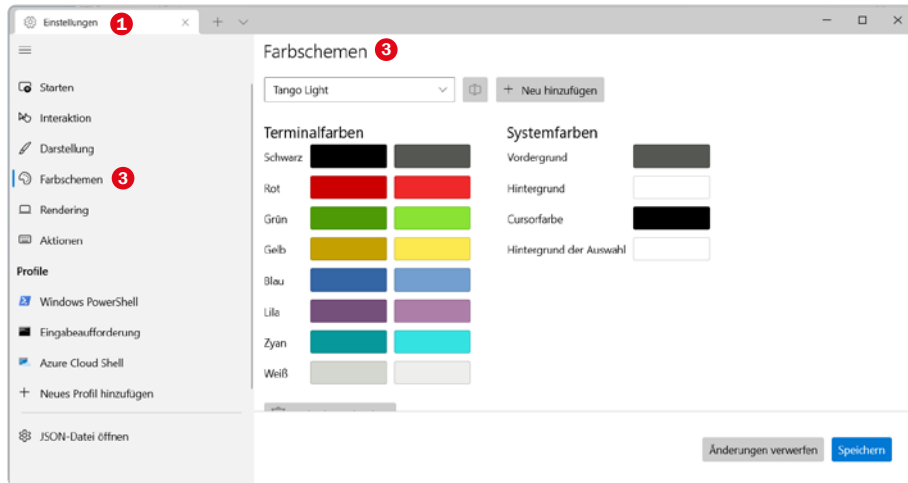 Einstellungen 1
Farbschemen 3
Starten
Interaktion
Darstellung
Farbschemen 3
Rendering
Aktionen
Profile
Windows PowerShell
Eingabeaufforderung
Azure Cloud Shell
Neues Profil hinzufügen
JSON-Datei öffnen
Tango Light
Neu hinzufügen
Terminalfarben
Schwarz
Rot
Grün
Gelb
Blau
Lila
Zyan
Weiß
Systemfarben
Vordergrund
Hintergrund
Cursorfarbe
Hintergrund der Auswahl
Änderungen verwerfen
Speichern